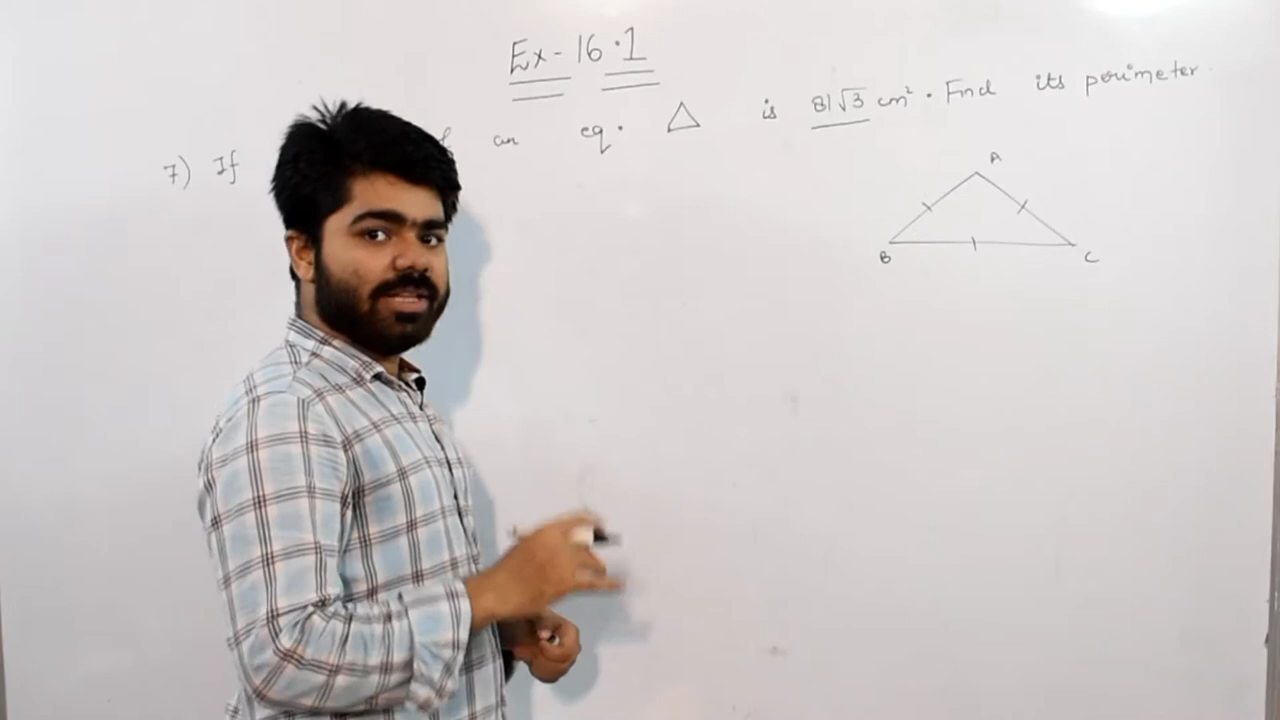 Ex-16.1
7) If an eq. △ is 81√3 cm². Find its perimeter
A
B C